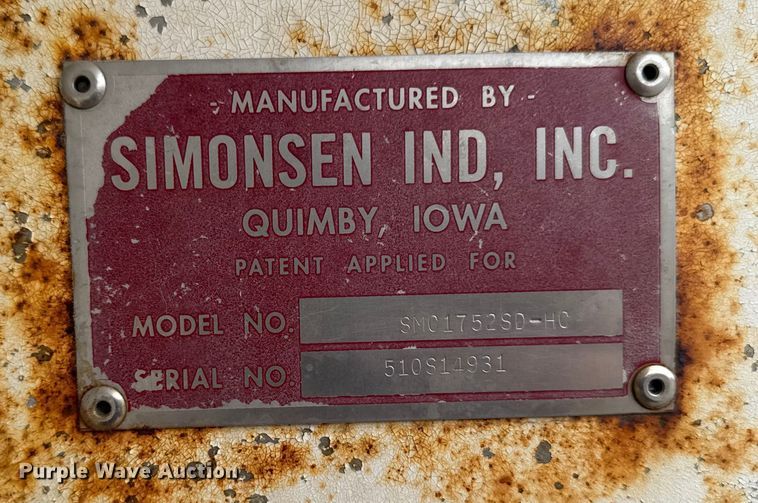 - MANUFACTURED BY -
SIMONSEN IND, INC.
QUIMBY, IOWA
PATENT APPLIED FOR
MODEL NO. SMC1752SD-HC
SERIAL NO. 510S14931
Purple Wave Auction